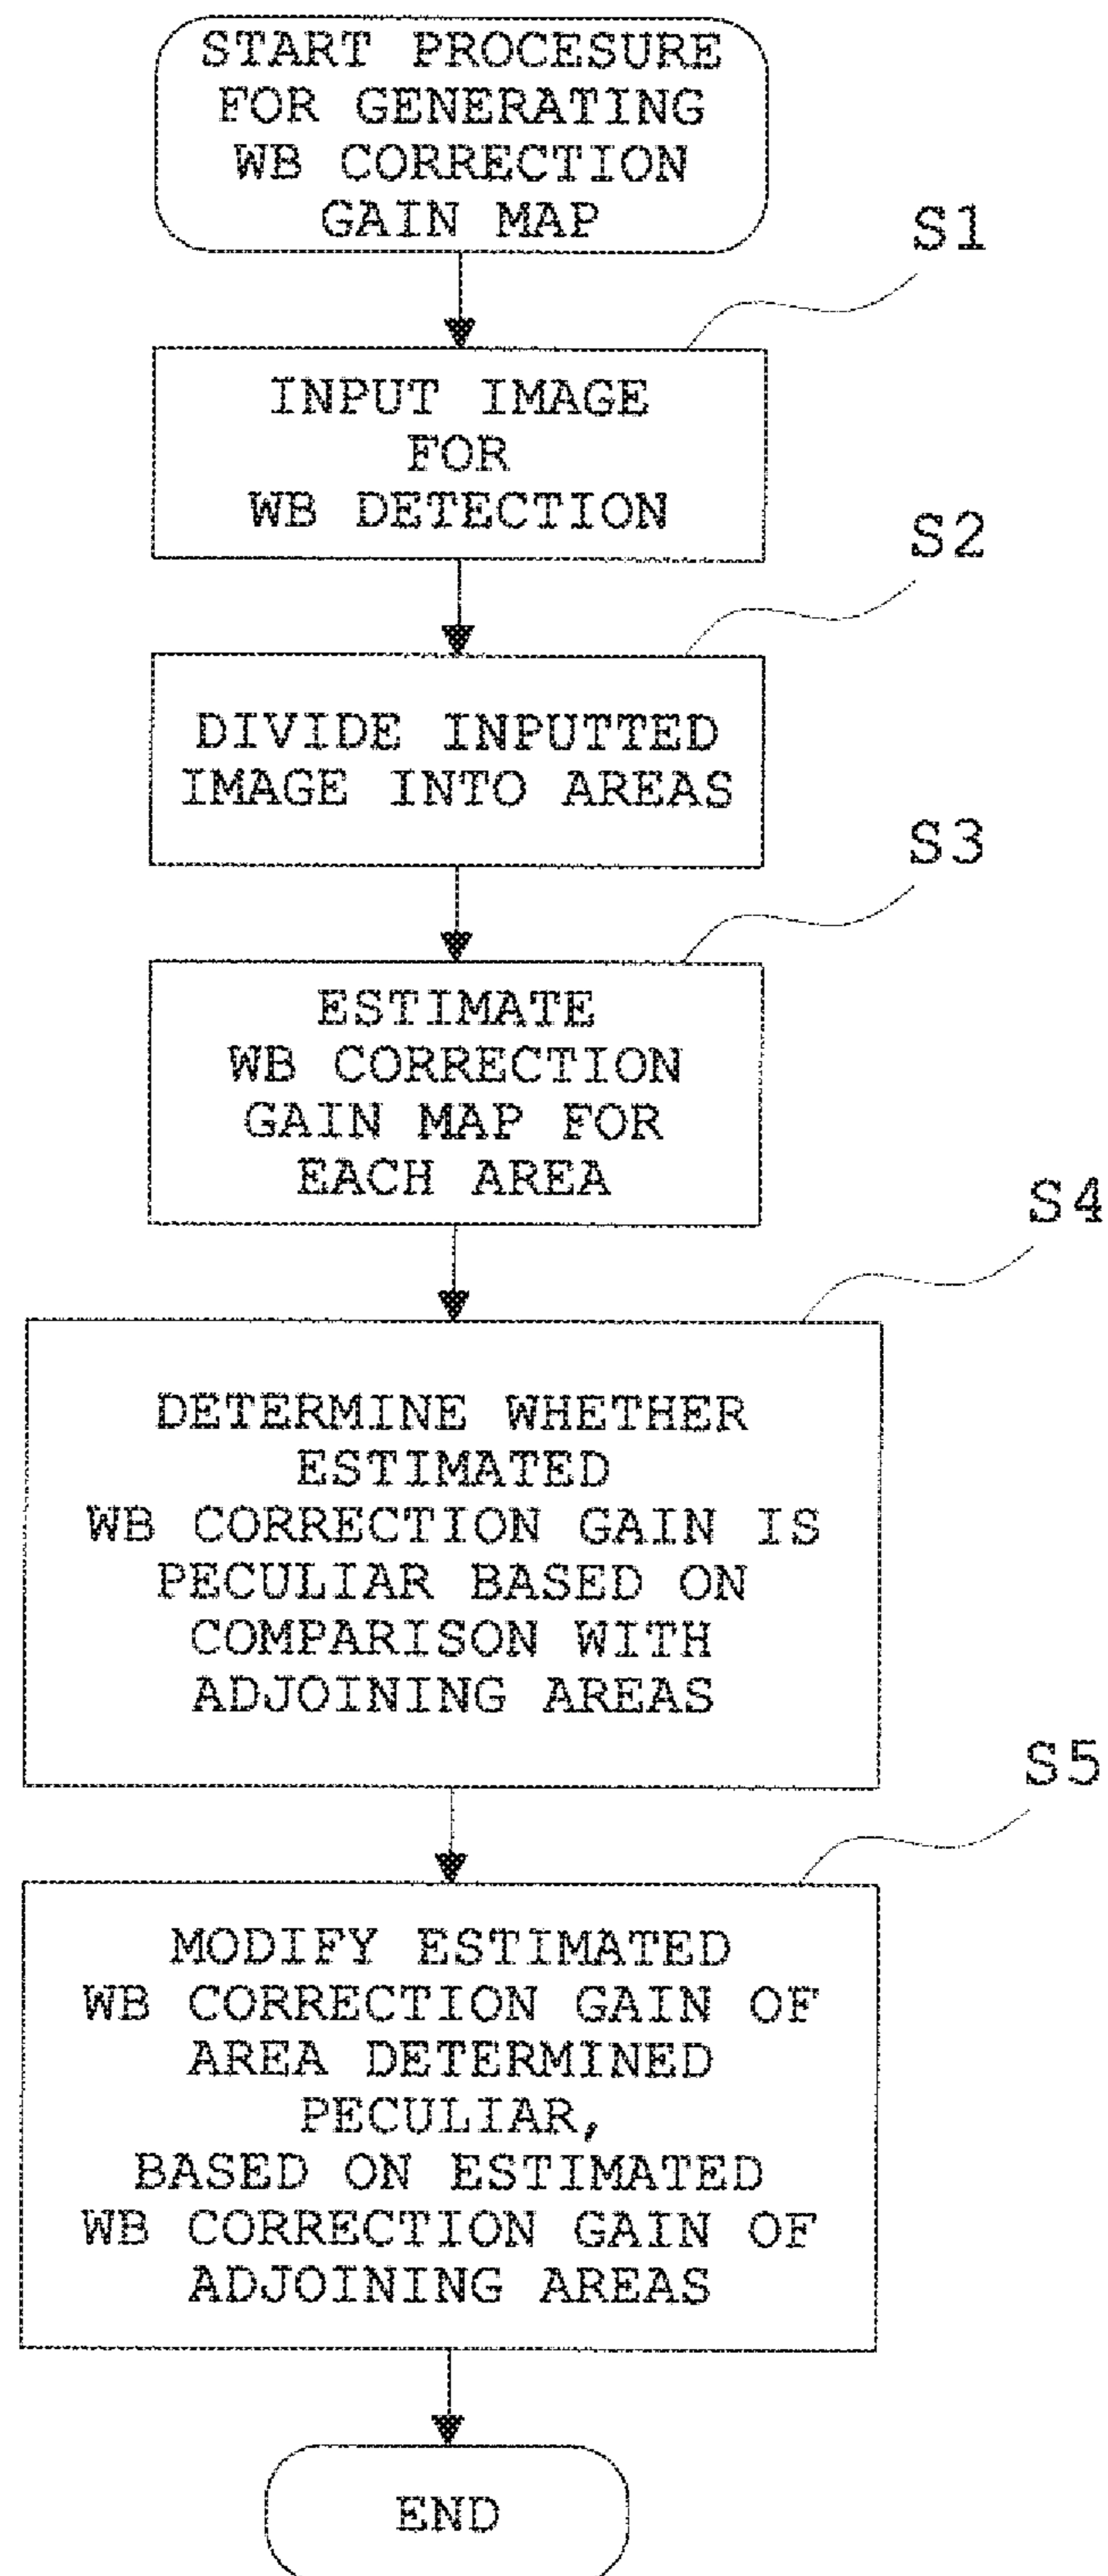 START PROCESURE
FOR GENERATING
WB CORRECTION
GAIN MAP
S1
INPUT IMAGE
FOR
WB DETECTION
S2
DIVIDE INPUTTED
IMAGE INTO AREAS
S3
ESTIMATE
WB CORRECTION
GAIN MAP FOR
EACH AREA
S4
DETERMINE WHETHER
ESTIMATED
WB CORRECTION GAIN IS
PECULIAR BASED ON
COMPARISON WITH
ADJOINING AREAS
S5
MODIFY ESTIMATED
WB CORRECTION GAIN OF
AREA DETERMINED
PECULIAR,
BASED ON ESTIMATED
WB CORRECTION GAIN OF
ADJOINING AREAS
END